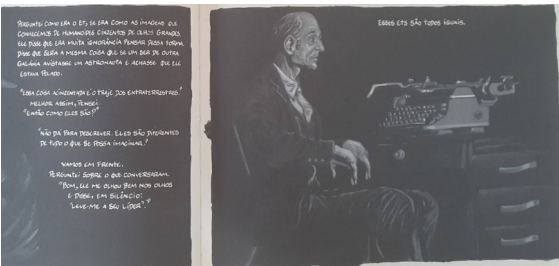 PERGUNTEI COMO ERA O ET, SE ERA COMO AS IMAGENS QUE
CONHECEMOS DE HUMANOIDES CINZENTOS DE OLHOS GRANDES.
ELE DISSE QUE ERA MUITA IGNORÂNCIA PENSAR DESSA FORMA.
DISSE QUE SERIA A MESMA COISA QUE SE UM SER DE OUTRA
GALÁXIA AVISTASSE UM ASTRONAUTA E ACHASSE QUE ELE
ESTAVA PELADO.
"ESSA COISA ACINZENTADA É O TRAJE DOS EXTRATERRESTRES."
MELHOR ASSIM, PENSEI.
"ENTÃO COMO ELES SÃO?"
"NÃO DÁ PARA DESCREVER. ELES SÃO DIFERENTES
DE TUDO O QUE SE POSSA IMAGINAR."
VAMOS EM FRENTE.
PERGUNTEI SOBRE O QUE CONVERSARAM.
"BOM, ELE ME OLHOU BEM NOS OLHOS
E DISSE, EM SILÊNCIO:
'LEVE-ME A SEU LÍDER'."
ESSES ETS SÃO TODOS IGUAIS.